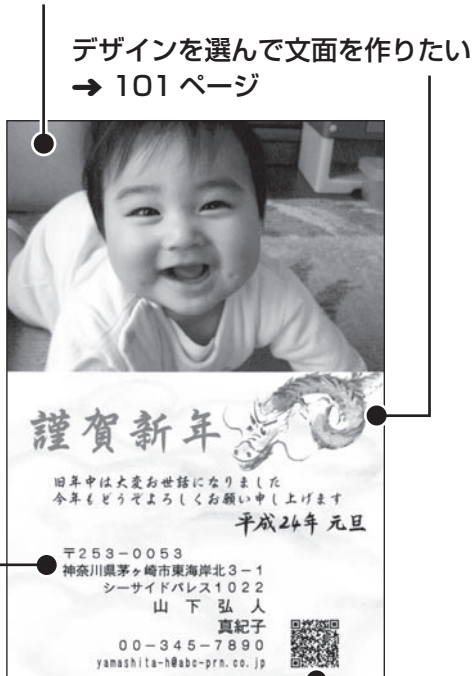 デザインを選んで文面を作りたい
→ 101 ページ
謹賀新年
旧年中は大変お世話になりました
今年もどうぞよろしくお願い申し上げます
平成24年 元旦
〒253-0053
神奈川県茅ヶ崎市東海岸北3-1
シーサイドパレス1022
山下弘人
真紀子
00-345-7890
yamashita-h@abc-prn.co.jp